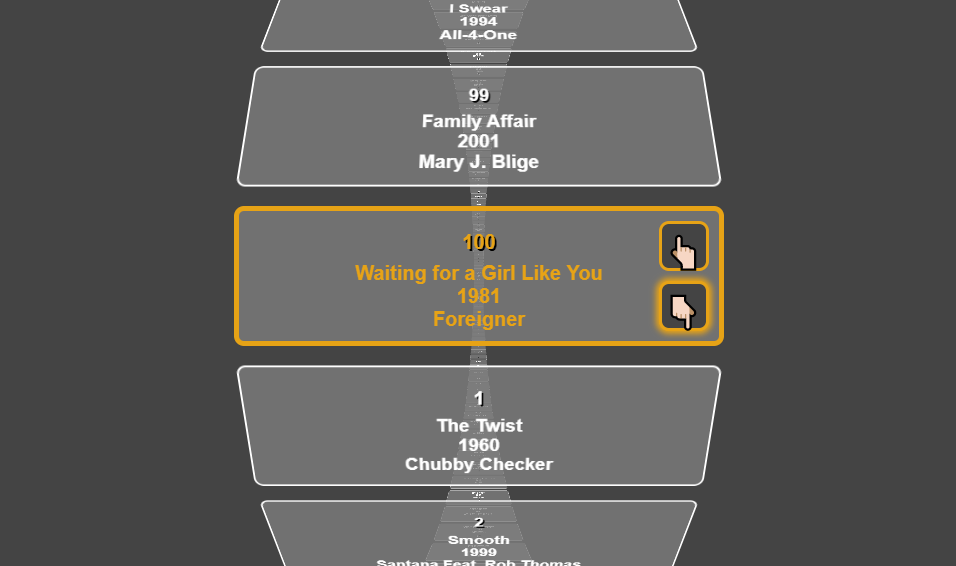 I Swear
1994
All-4-One
99
Family Affair
2001
Mary J. Blige
100
Waiting for a Girl Like You
1981
Foreigner
1
The Twist
1960
Chubby Checker
2
Smooth
1999
Santana Feat. Rob Thomas